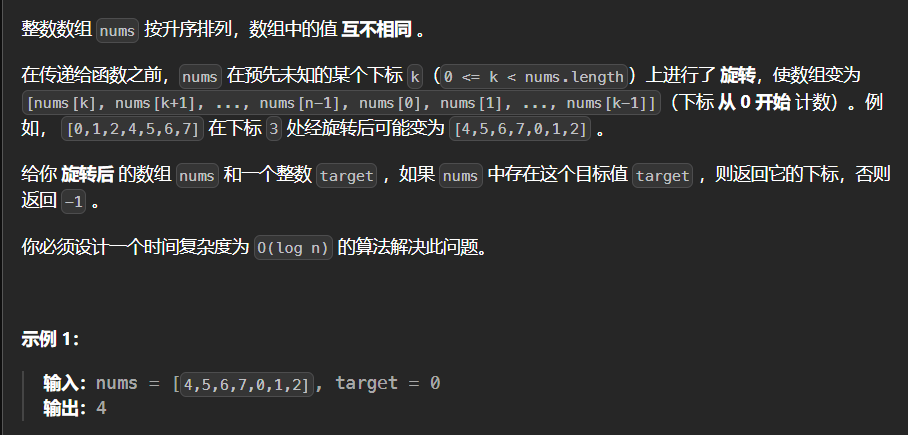 整数数组 nums 按升序排列，数组中的值 互不相同 。
在传递给函数之前，nums 在预先未知的某个下标 k（0 <= k < nums.length）上进行了 旋转，使数组变为
[nums[k], nums[k+1], ..., nums[n-1], nums[0], nums[1], ..., nums[k-1]]（下标 从 0 开始 计数）。例
如， [0,1,2,4,5,6,7] 在下标 3 处经旋转后可能变为 [4,5,6,7,0,1,2] 。
给你 旋转后 的数组 nums 和一个整数 target ，如果 nums 中存在这个目标值 target ，则返回它的下标，否则
返回 -1 。
你必须设计一个时间复杂度为 O(log n) 的算法解决此问题。
示例 1：
输入：nums = [4,5,6,7,0,1,2], target = 0
输出：4